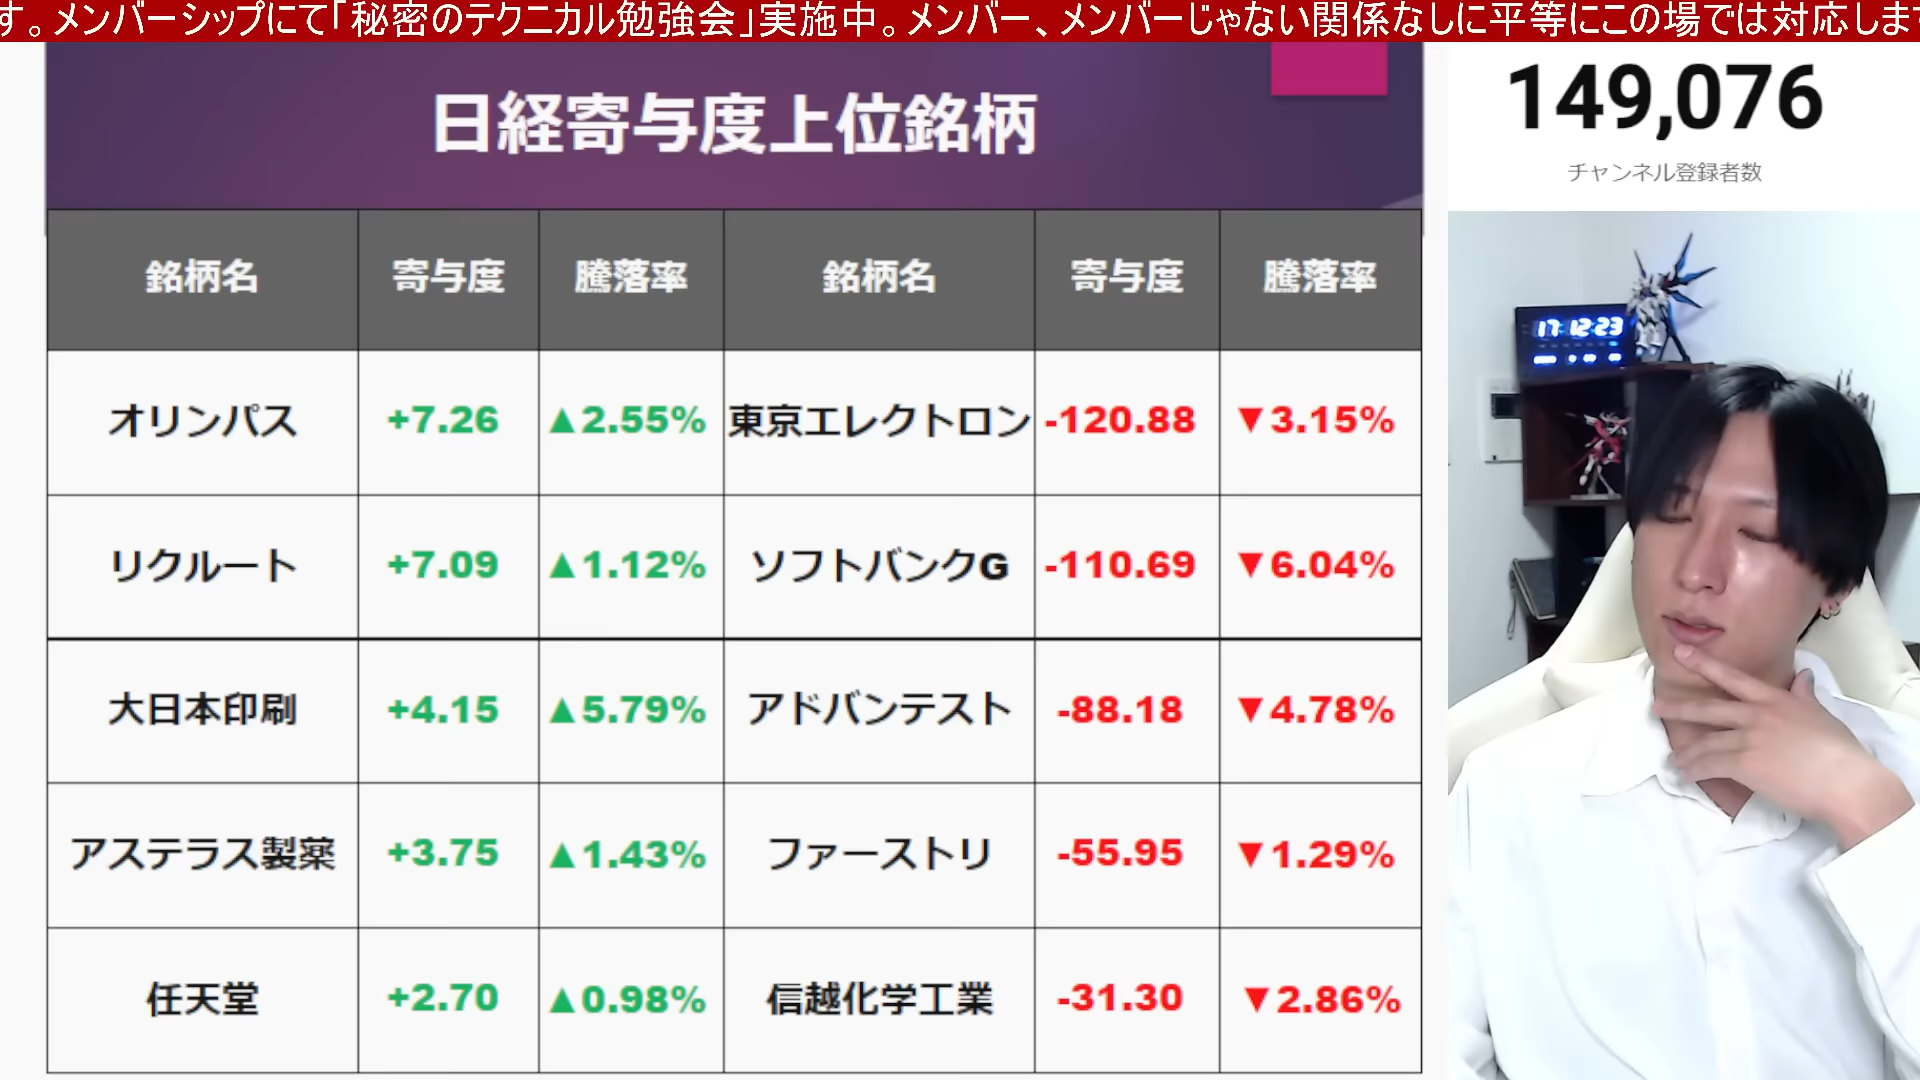 す。メンバーシップにて「秘密のテクニカル勉強会」実施中。メンバー、メンバーじゃない関係なしに平等にこの場では対応しま
日経寄与度上位銘柄
149,076
チャンネル登録者数
銘柄名 寄与度 騰落率 銘柄名 寄与度 騰落率
オリンパス +7.26 ▲2.55% 東京エレクトロン -120.88 ▼3.15%
リクルート +7.09 ▲1.12% ソフトバンクG -110.69 ▼6.04%
大日本印刷 +4.15 ▲5.79% アドバンテスト -88.18 ▼4.78%
アステラス製薬 +3.75 ▲1.43% ファーストリ -55.95 ▼1.29%
任天堂 +2.70 ▲0.98% 信越化学工業 -31.30 ▼2.86%
17:12:23